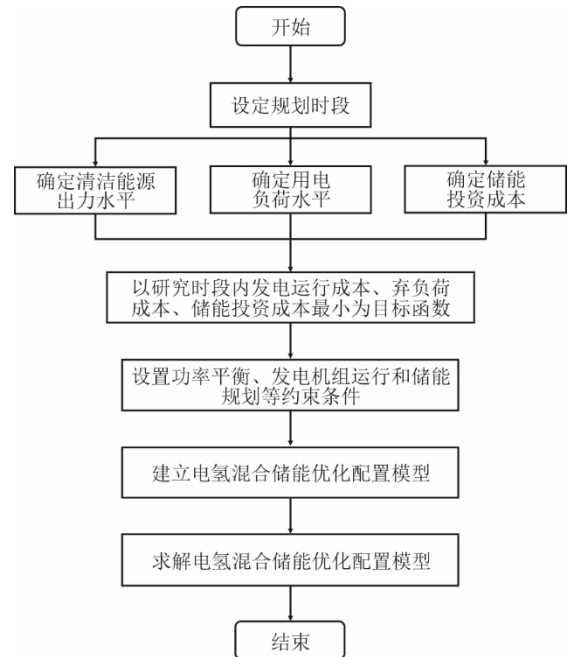 开始
设定规划时段
确定清洁能源
出力水平
确定用电
负荷水平
确定储能
投资成本
以研究时段内发电运行成本、弃负荷
成本、储能投资成本最小为目标函数
设置功率平衡、发电机组运行和储能
规划等约束条件
建立电氢混合储能优化配置模型
求解电氢混合储能优化配置模型
结束